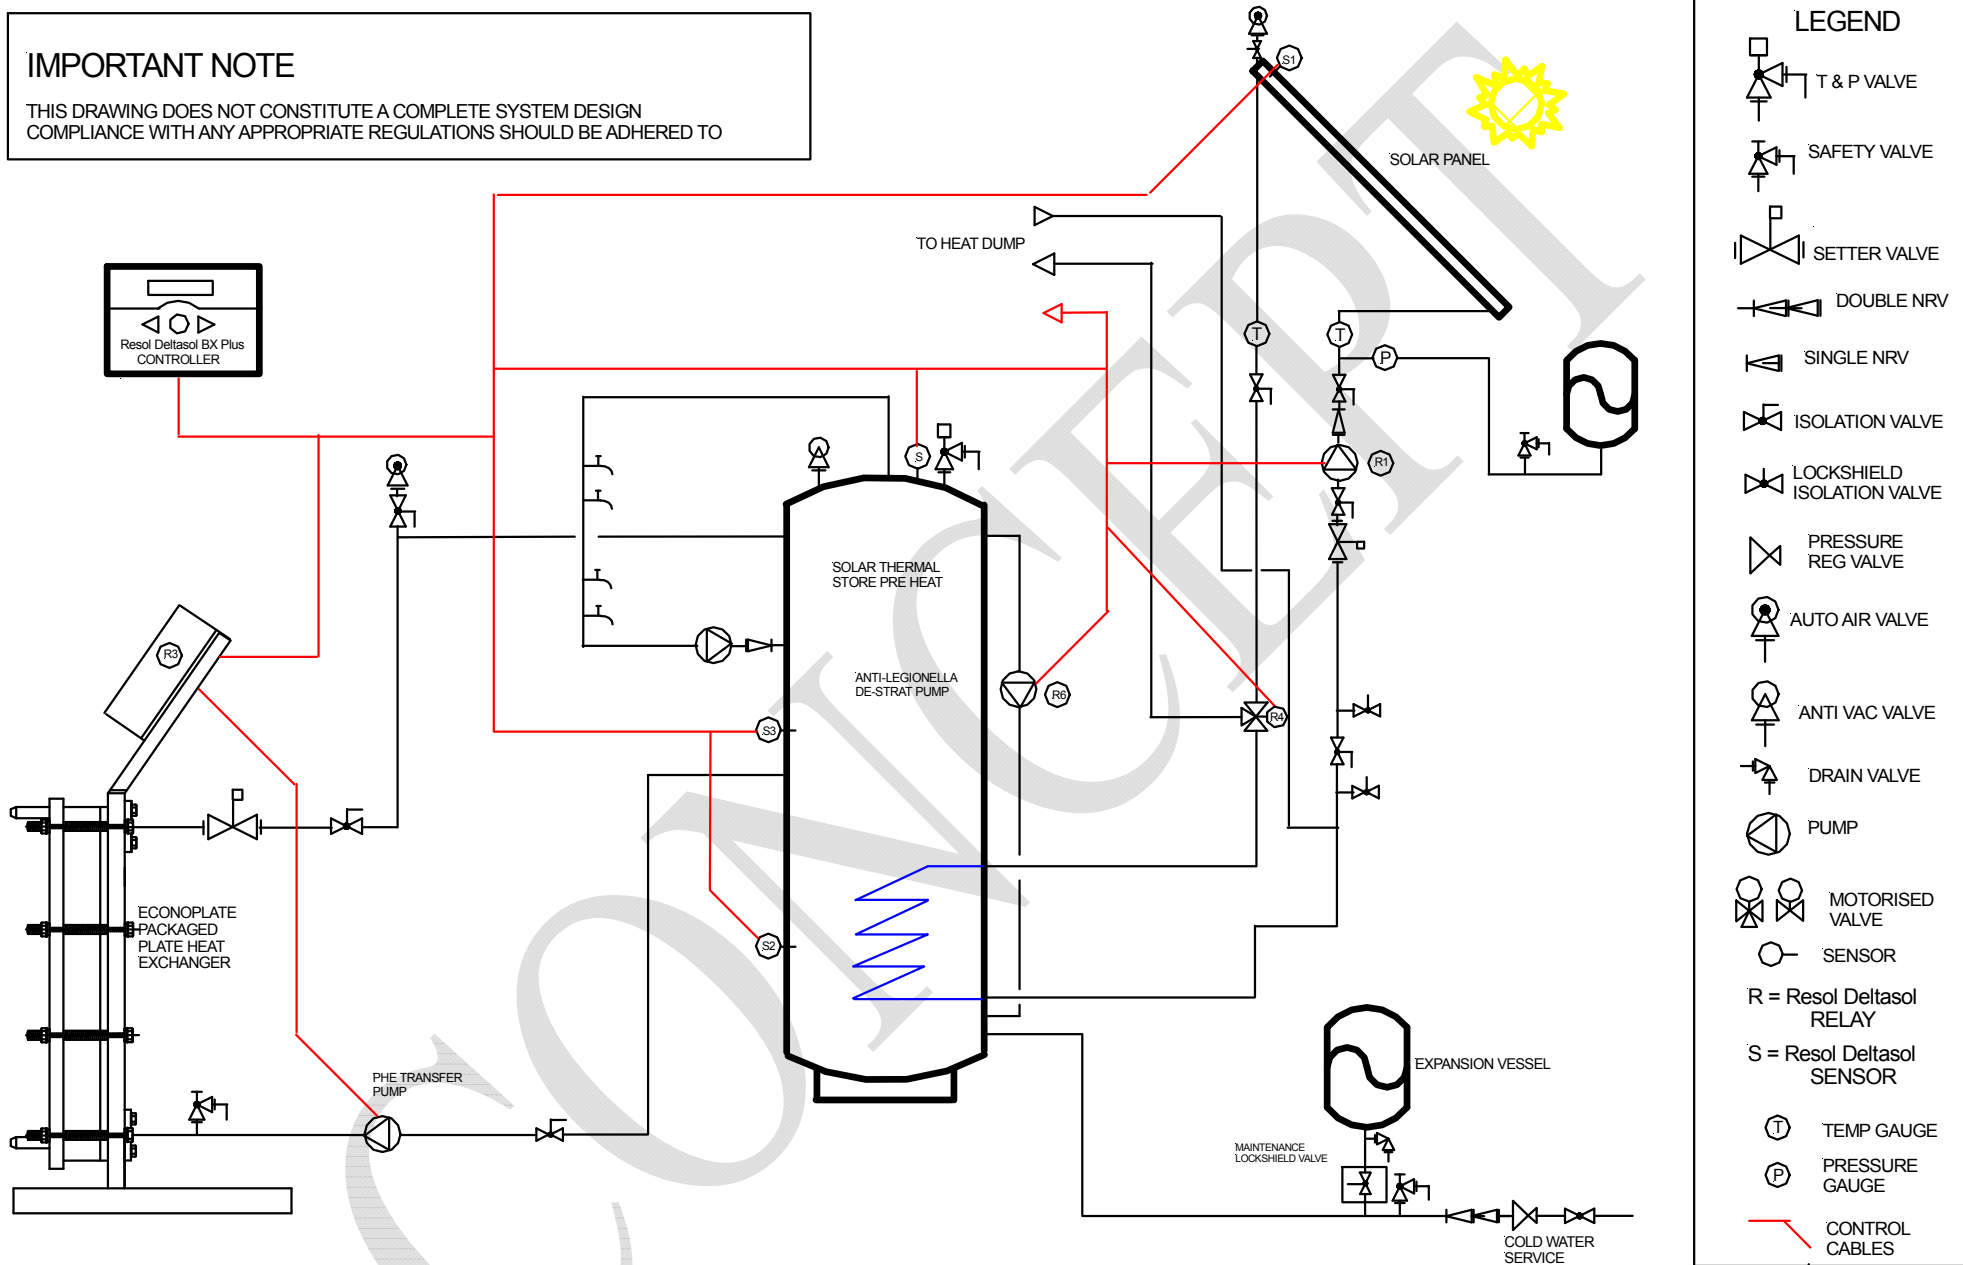 IMPORTANT NOTE
THIS DRAWING DOES NOT CONSTITUTE A COMPLETE SYSTEM DESIGN
COMPLIANCE WITH ANY APPROPRIATE REGULATIONS SHOULD BE ADHERED TO
CONCEPT
S1
SOLAR PANEL
TO HEAT DUMP
Resol Deltasol BX Plus
CONTROLLER
T
T
P
S
R1
SOLAR THERMAL
STORE PRE HEAT
R3
ANTI-LEGIONELLA
DE-STRAT PUMP
R6
R4
S3
S2
ECONOPLATE
PACKAGED
PLATE HEAT
EXCHANGER
PHE TRANSFER
PUMP
EXPANSION VESSEL
MAINTENANCE
LOCKSHIELD VALVE
COLD WATER
SERVICE
LEGEND
T & P VALVE
SAFETY VALVE
SETTER VALVE
DOUBLE NRV
SINGLE NRV
ISOLATION VALVE
LOCKSHIELD
ISOLATION VALVE
PRESSURE
REG VALVE
AUTO AIR VALVE
ANTI VAC VALVE
DRAIN VALVE
PUMP
MOTORISED
VALVE
SENSOR
R = Resol Deltasol
RELAY
S = Resol Deltasol
SENSOR
T
TEMP GAUGE
P
PRESSURE
GAUGE
CONTROL
CABLES